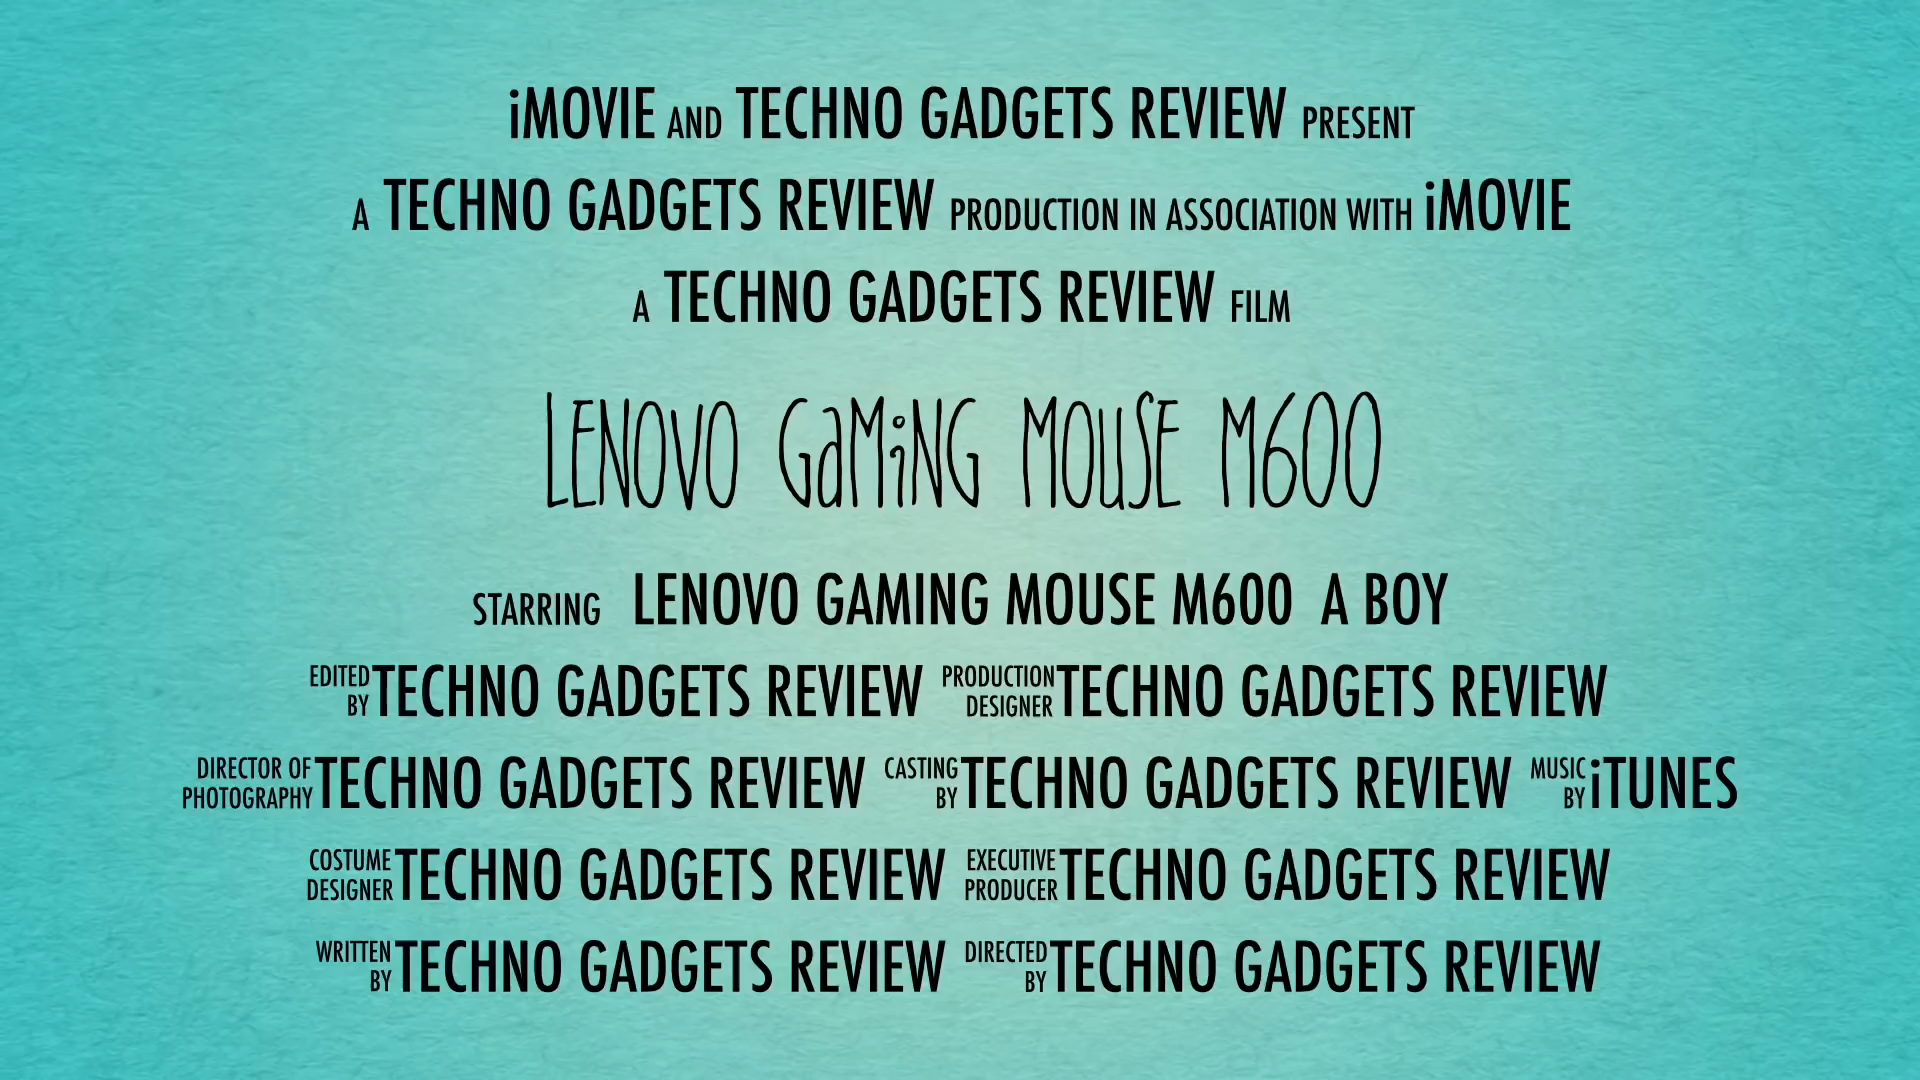 iMOVIE AND TECHNO GADGETS REVIEW PRESENT
A TECHNO GADGETS REVIEW PRODUCTION IN ASSOCIATION WITH iMOVIE
A TECHNO GADGETS REVIEW FILM
LENOVO GaMiNG MOuSE M600
STARRING LENOVO GAMING MOUSE M600 A BOY
EDITED BY TECHNO GADGETS REVIEW PRODUCTION DESIGNER TECHNO GADGETS REVIEW
DIRECTOR OF PHOTOGRAPHY TECHNO GADGETS REVIEW CASTING BY TECHNO GADGETS REVIEW MUSIC BY iTUNES
COSTUME DESIGNER TECHNO GADGETS REVIEW EXECUTIVE PRODUCER TECHNO GADGETS REVIEW
WRITTEN BY TECHNO GADGETS REVIEW DIRECTED BY TECHNO GADGETS REVIEW